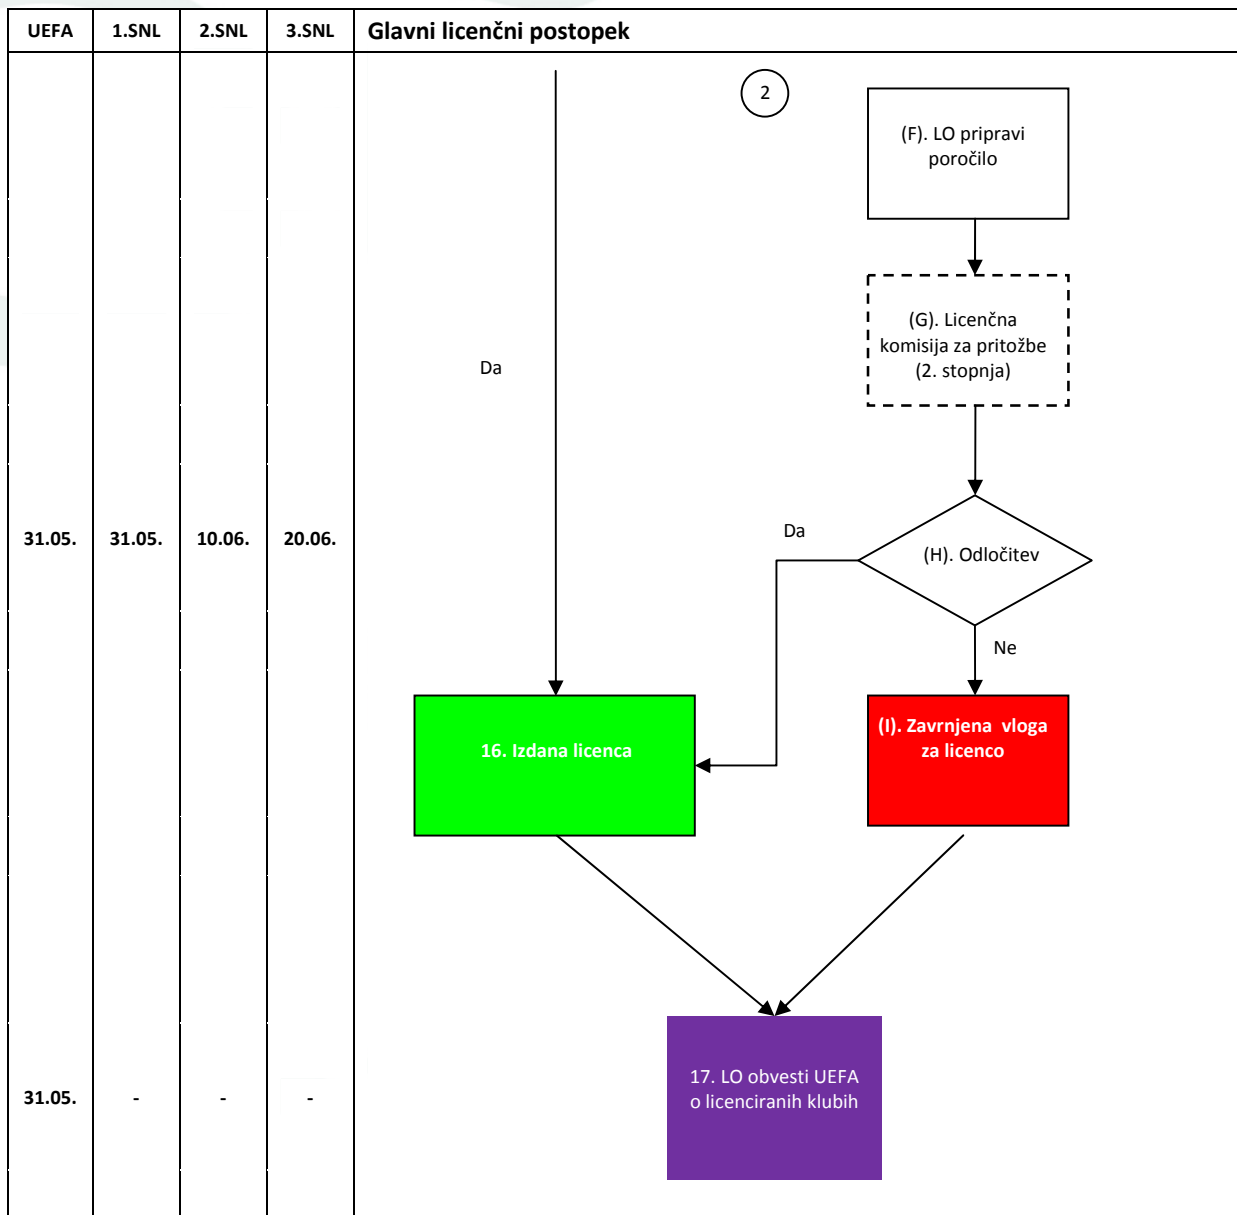 UEFA 1.SNL 2.SNL 3.SNL Glavni licenčni postopek
2
(F). LO pripravi
poročilo
(G). Licenčna
komisija za pritožbe
(2. stopnja)
Da
Da
31.05. 31.05. 10.06. 20.06.
(H). Odločitev
Ne
16. Izdana licenca
(I). Zavrnjena vloga
za licenco
17. LO obvesti UEFA
o licenciranih klubih
31.05. - - -